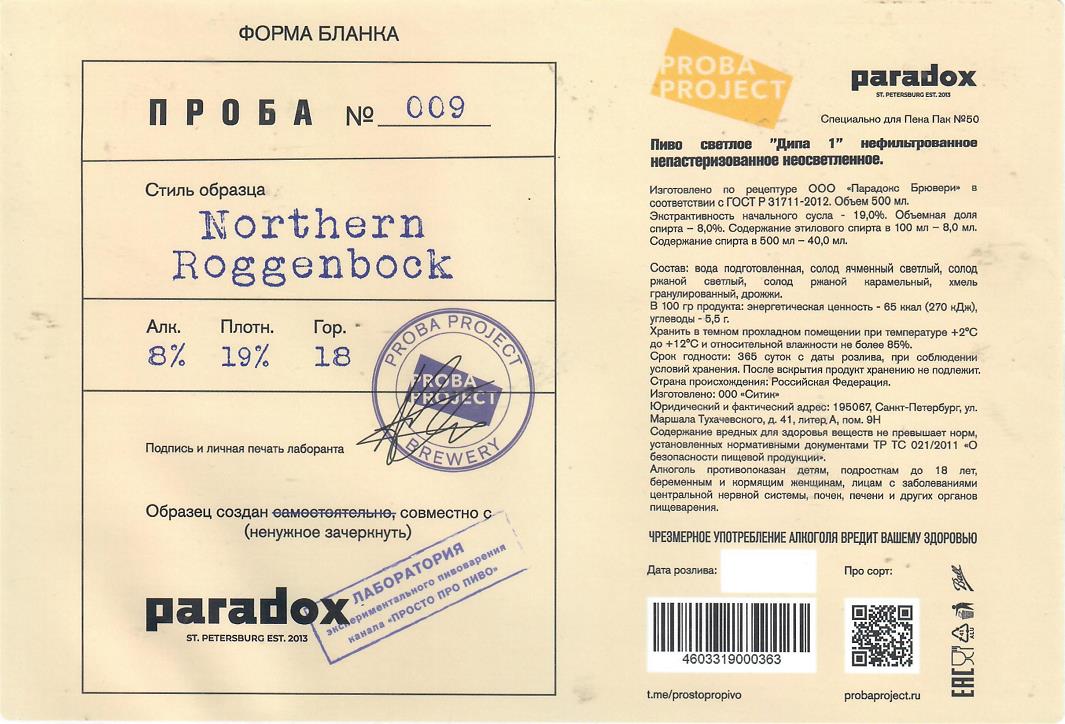 ФОРМА БЛАНКА
ПРОБА № 009
Стиль образца
Northern
Roggenbock
Алк. Плотн. Гор.
8% 19% 18
PROBA PROJECT
PROBA
PROJECT
BREWERY
Подпись и личная печать лаборанта
Образец создан самостоятельно, совместно с
(ненужное зачеркнуть)
ЛАБОРАТОРИЯ
экспериментального пивоварения
канала «ПРОСТО ПРО ПИВО»
paradox
ST. PETERSBURG EST. 2013
PROBA
PROJECT
paradox
ST. PETERSBURG EST. 2013
Специально для Пена Пак №50
Пиво светлое "Дипа 1" нефильтрованное
непастеризованное неосветленное.
Изготовлено по рецептуре ООО «Парадокс Брювери» в
соответствии с ГОСТ Р 31711-2012. Объем 500 мл.
Экстрактивность начального сусла - 19,0%. Объемная доля
спирта – 8,0%. Содержание этилового спирта в 100 мл – 8,0 мл.
Содержание спирта в 500 мл – 40,0 мл.
Состав: вода подготовленная, солод ячменный светлый, солод
ржаной светлый, солод ржаной карамельный, хмель
гранулированный, дрожжи.
В 100 гр продукта: энергетическая ценность - 65 ккал (270 кДж),
углеводы - 5,5 г.
Хранить в темном прохладном помещении при температуре +2°С
до +12°С и относительной влажности не более 85%.
Срок годности: 365 суток с даты розлива, при соблюдении
условий хранения. После вскрытия продукт хранению не подлежит.
Страна происхождения: Российская Федерация.
Изготовлено: ООО «Ситик»
Юридический и фактический адрес: 195067, Санкт-Петербург, ул.
Маршала Тухачевского, д. 41, литер А, пом. 9Н
Содержание вредных для здоровья веществ не превышает норм,
установленных нормативными документами ТР ТС 021/2011 «О
безопасности пищевой продукции».
Алкоголь противопоказан детям, подросткам до 18 лет,
беременным и кормящим женщинам, лицам с заболеваниями
центральной нервной системы, почек, печени и других органов
пищеварения.
ЧРЕЗМЕРНОЕ УПОТРЕБЛЕНИЕ АЛКОГОЛЯ ВРЕДИТ ВАШЕМУ ЗДОРОВЬЮ
Дата розлива: Про сорт:
Ball
41
ALU
EAC
4603319000363
t.me/prostopropivo probaproject.ru